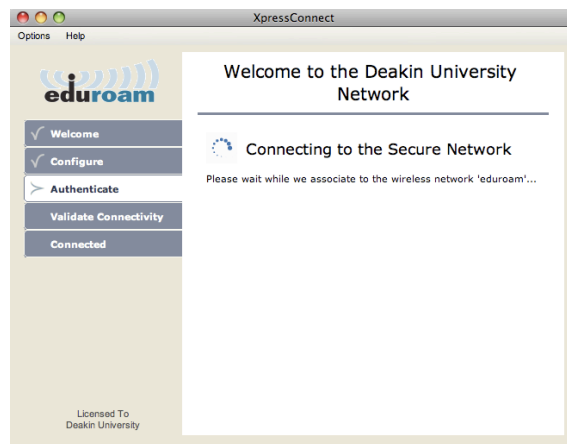 XpressConnect
Options Help
eduroam
Welcome
Configure
Authenticate
Validate Connectivity
Connected
Licensed To
Deakin University
Welcome to the Deakin University
Network
Connecting to the Secure Network
Please wait while we associate to the wireless network 'eduroam'...